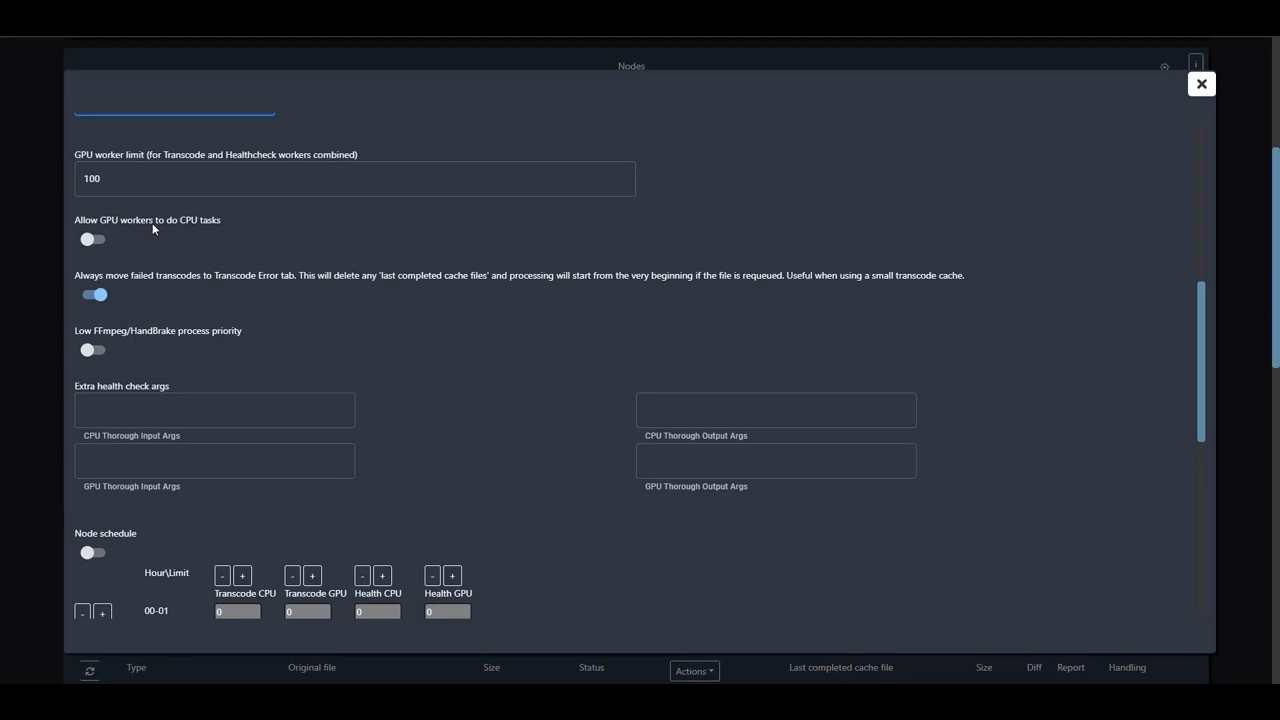 Nodes
i
GPU worker limit (for Transcode and Healthcheck workers combined)
100
Allow GPU workers to do CPU tasks
Always move failed transcodes to Transcode Error tab. This will delete any 'last completed cache files' and processing will start from the very beginning if the file is requeued. Useful when using a small transcode cache.
Low FFmpeg/HandBrake process priority
Extra health check args
CPU Thorough Input Args CPU Thorough Output Args
GPU Thorough Input Args GPU Thorough Output Args
Node schedule
Hour\Limit - + - + - + - +
Transcode CPU Transcode GPU Health CPU Health GPU
- + 00-01 0 0 0 0
Type Original file Size Status Actions Last completed cache file Size Diff Report Handling